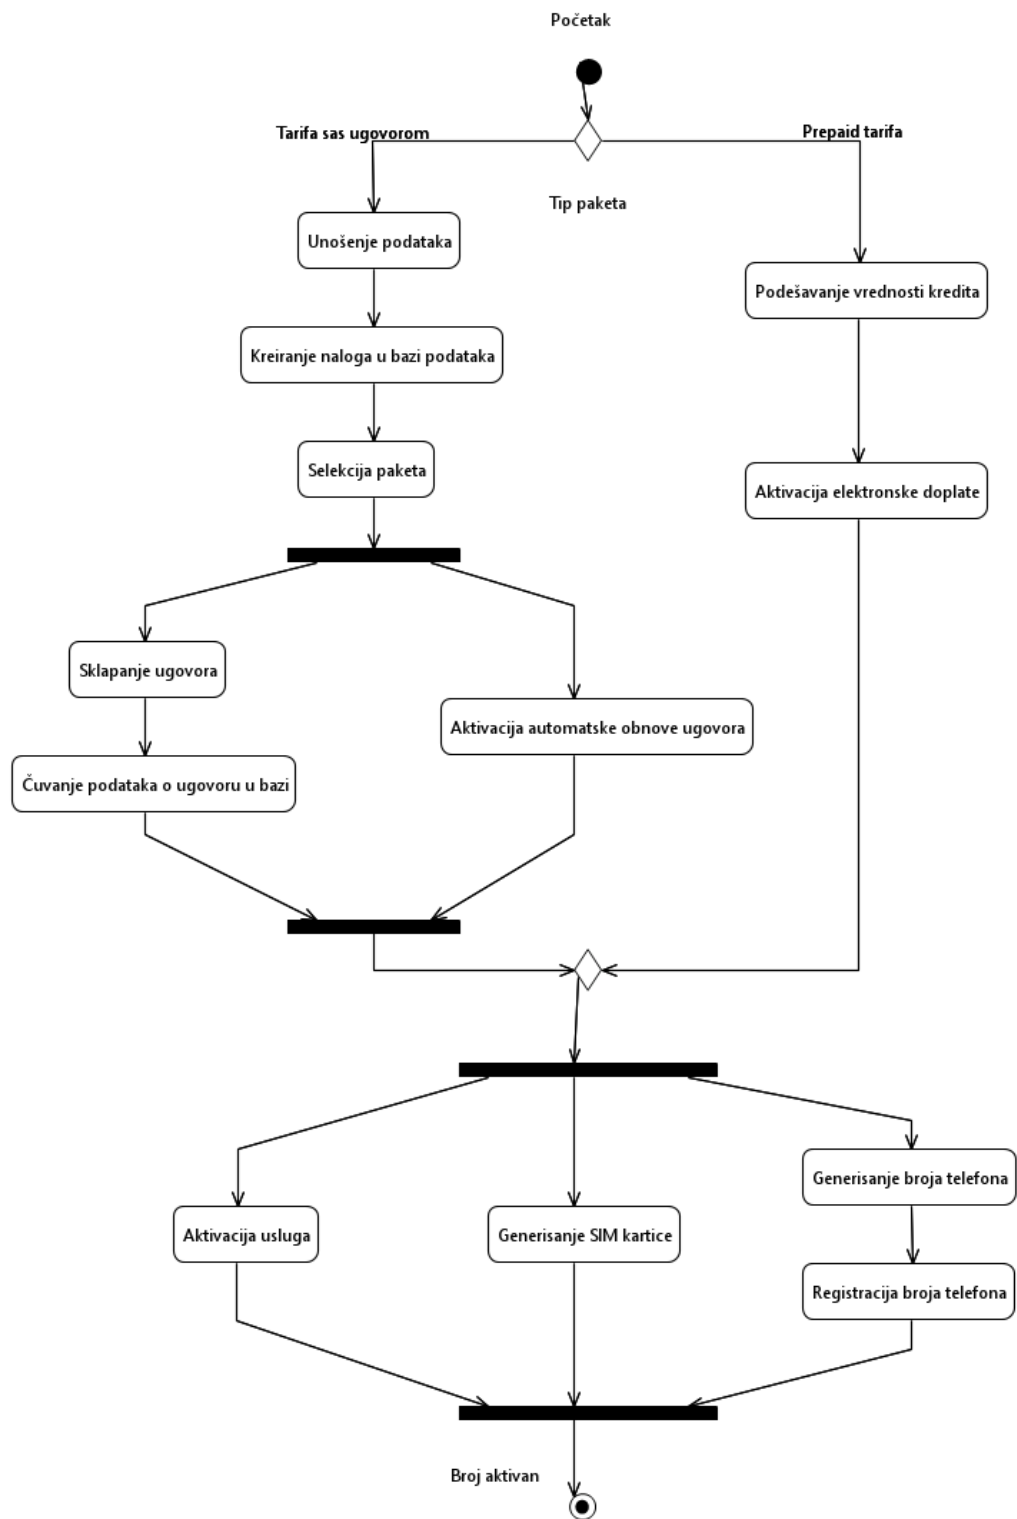 Početak
Tarifa sas ugovorom
Prepaid tarifa
Tip paketa
Unošenje podataka
Podešavanje vrednosti kredita
Kreiranje naloga u bazi podataka
Selekcija paketa
Aktivacija elektronske doplate
Sklapanje ugovora
Aktivacija automatske obnove ugovora
Čuvanje podataka o ugovoru u bazi
Generisanje broja telefona
Aktivacija usluga
Generisanje SIM kartice
Registracija broja telefona
Broj aktivan